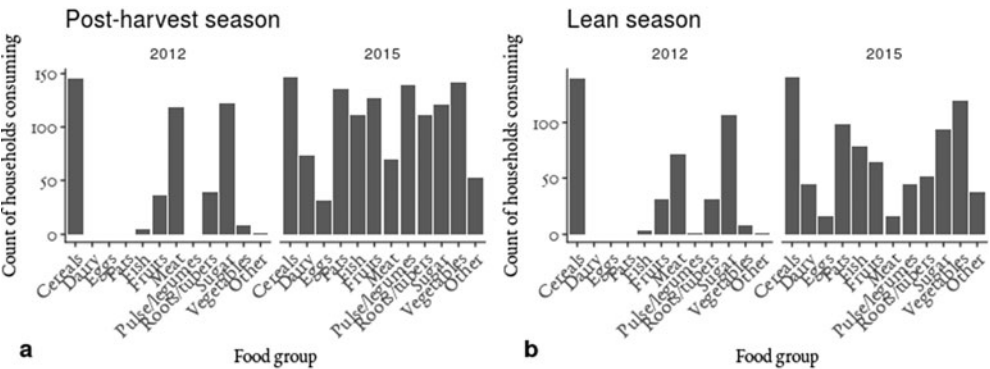 Post-harvest season
2012
2015
Count of households consuming
150
100
50
0
Cereals
Dairy
Eggs
Fats
Fish
Fruits
Meat
Pulse/legumes
Roots/tubers
Sugar
Vegetables
Other
Cereals
Dairy
Eggs
Fats
Fish
Fruits
Meat
Pulse/legumes
Roots/tubers
Sugar
Vegetables
Other
a
Food group
Lean season
2012
2015
Count of households consuming
100
50
0
Cereals
Dairy
Eggs
Fats
Fish
Fruits
Meat
Pulse/legumes
Roots/tubers
Sugar
Vegetables
Other
Cereals
Dairy
Eggs
Fats
Fish
Fruits
Meat
Pulse/legumes
Roots/tubers
Sugar
Vegetables
Other
b
Food group